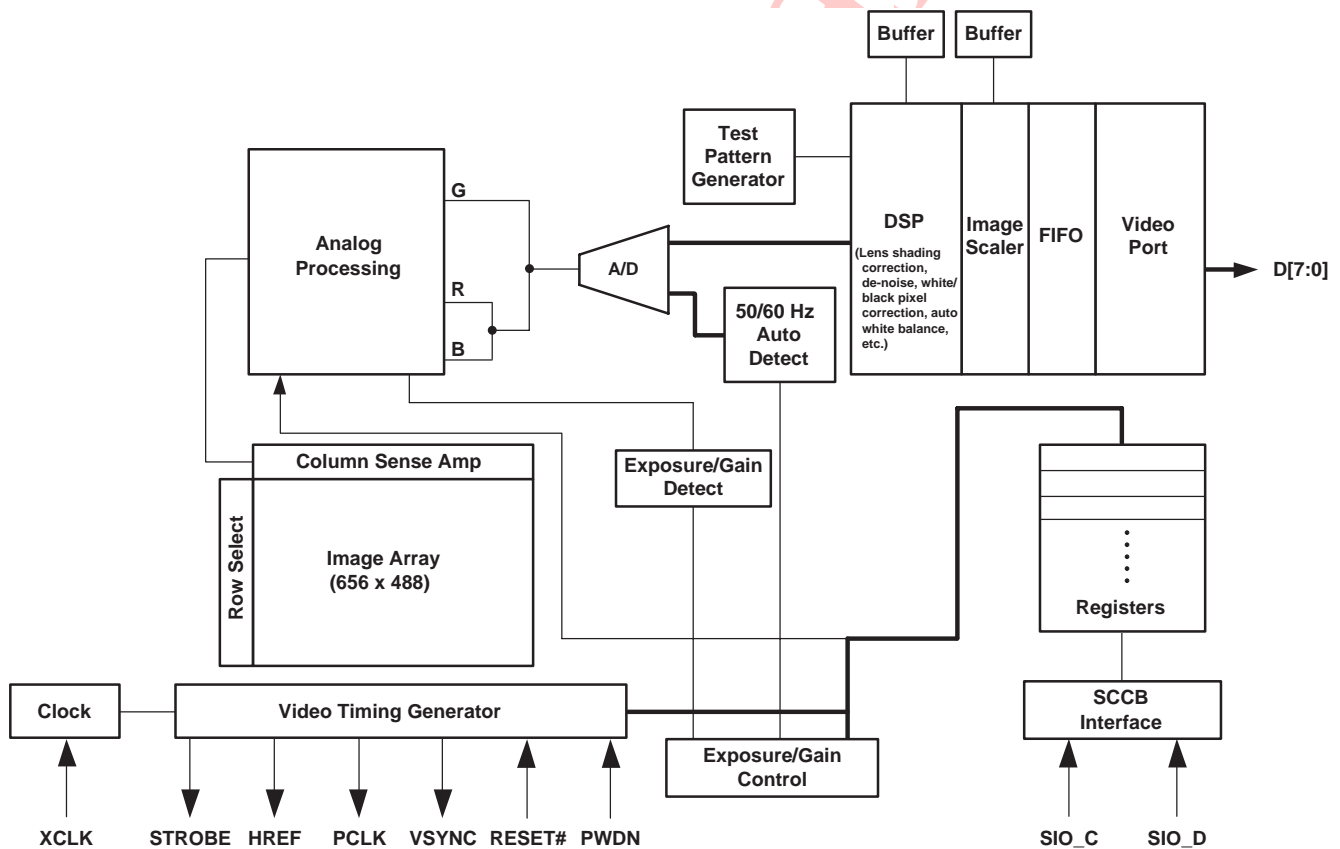 Buffer
Buffer
Test
Pattern
Generator
DSP
(Lens shading
correction,
de-noise, white/
black pixel
correction, auto
white balance,
etc.)
Image
Scaler
FIFO
Video
Port
D[7:0]
Analog
Processing
G
R
B
A/D
50/60 Hz
Auto
Detect
Column Sense Amp
Row Select
Image Array
(656 x 488)
Exposure/Gain
Detect
Registers
Clock
Video Timing Generator
Exposure/Gain
Control
SCCB
Interface
XCLK
STROBE
HREF
PCLK
VSYNC
RESET#
PWDN
SIO_C
SIO_D